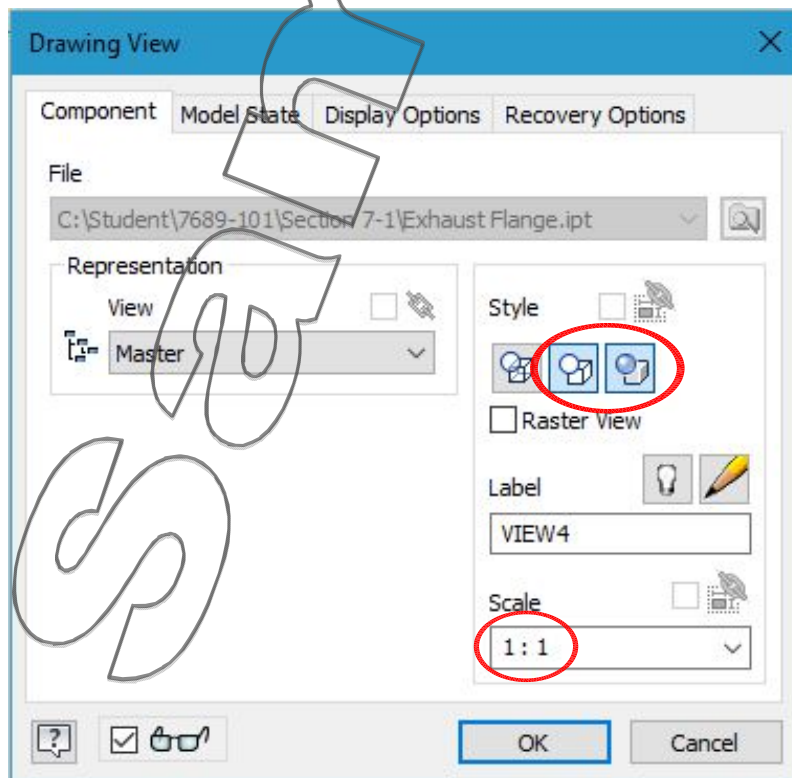 Drawing View
Component Model State Display Options Recovery Options
File
C:\Student\7689-101\Section 7-1\Exhaust Flange.ipt
Representation
View
Master
Style
Raster View
Label
VIEW4
Scale
1 : 1
OK Cancel